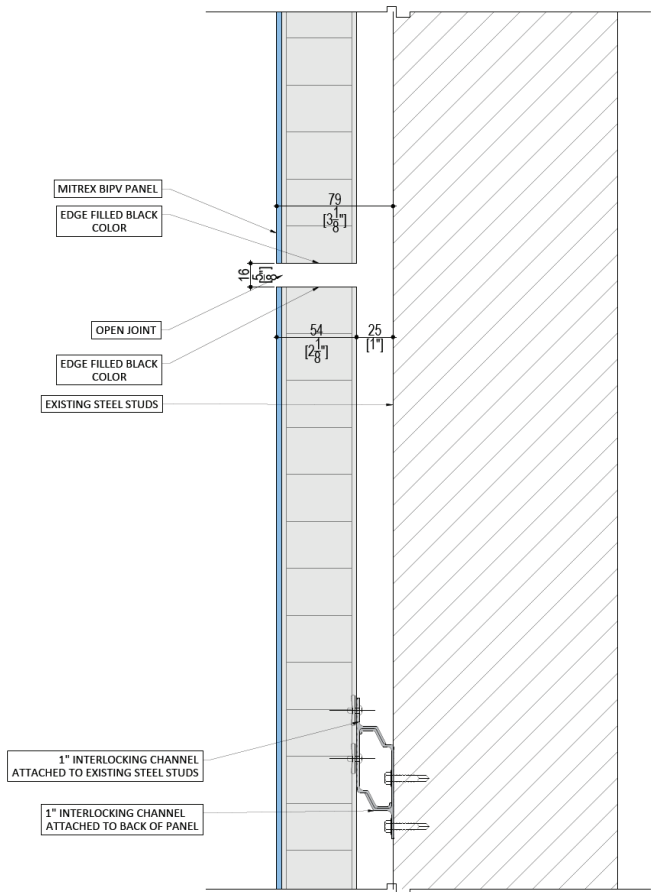 79
[3 1/8"]
MITREX BIPV PANEL
EDGE FILLED BLACK
COLOR
16
5/8"]
OPEN JOINT
54
[2 1/8"]
25
[1"]
EDGE FILLED BLACK
COLOR
EXISTING STEEL STUDS
1" INTERLOCKING CHANNEL
ATTACHED TO EXISTING STEEL STUDS
1" INTERLOCKING CHANNEL
ATTACHED TO BACK OF PANEL